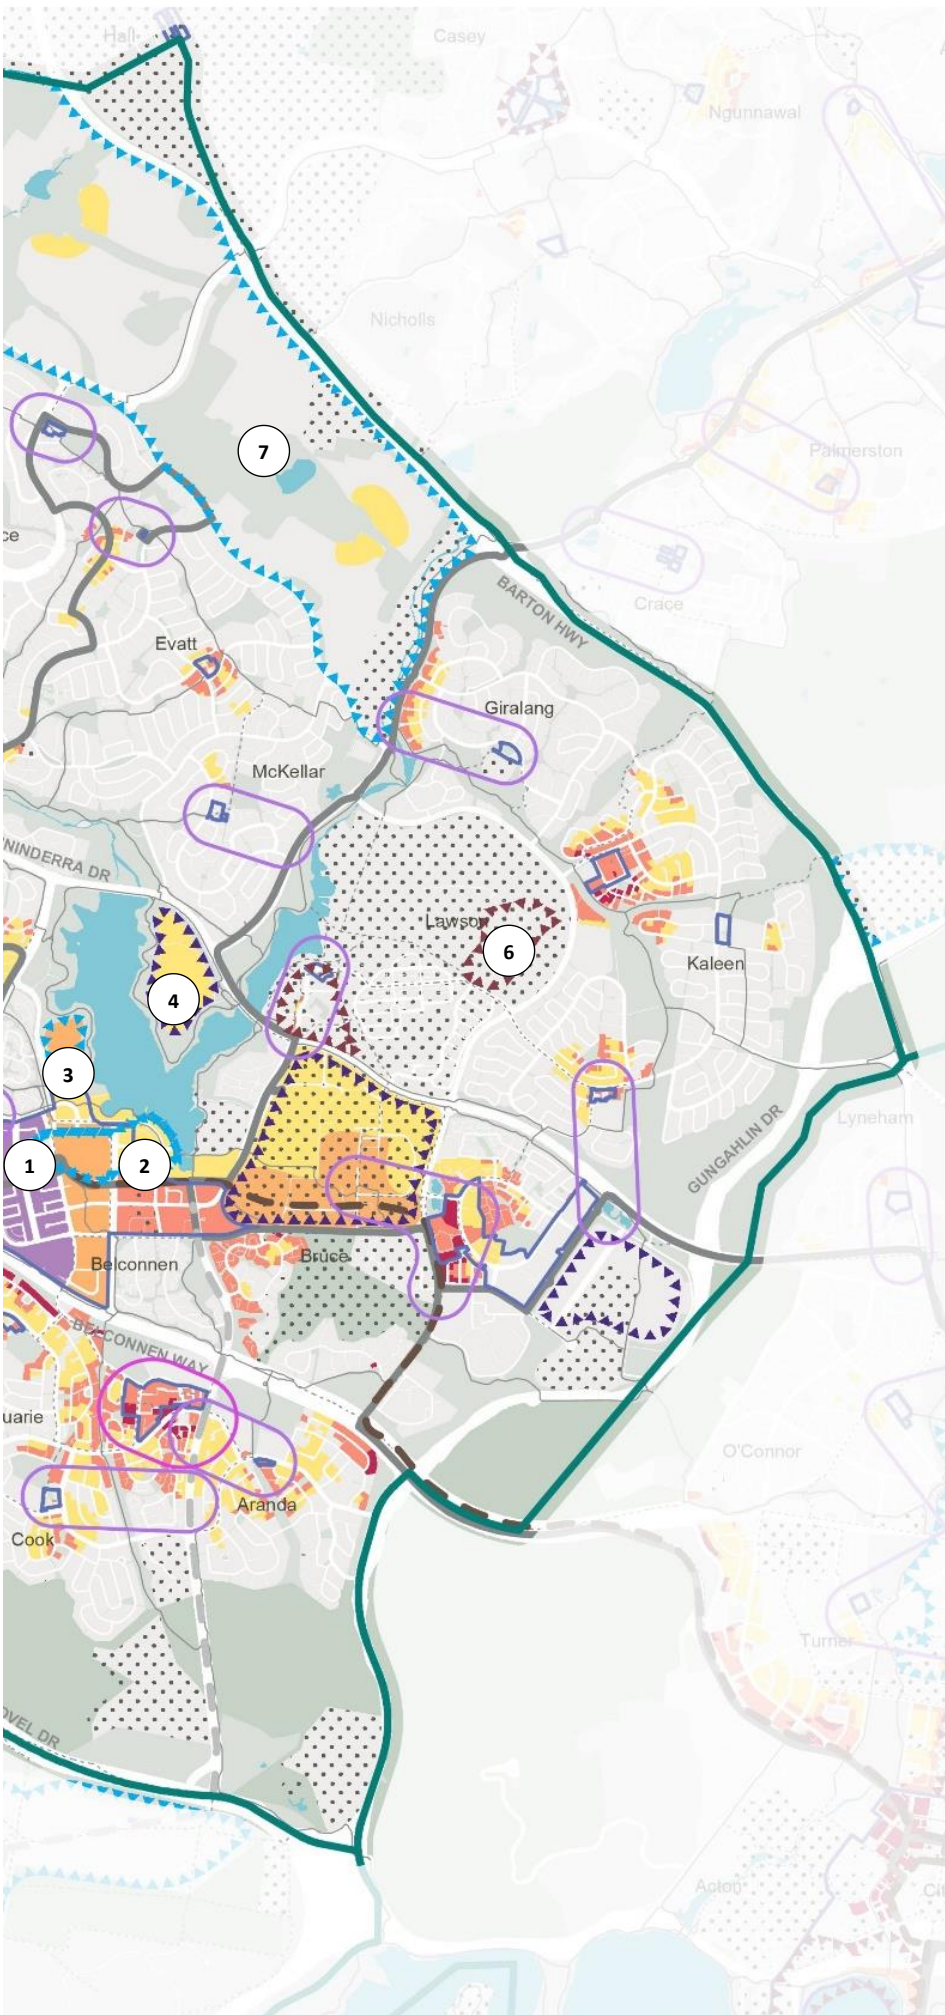 Hall
Casey
Ngunnawal
Nicholls
7
Palmerston
ce
Crace
BARTON HWY
Evatt
Giralang
McKellar
NINDERRA DR
Lawson
6
Kaleen
4
3
Lyneham
GUNGAHLIN DR
1
2
Belconnen
Bruce
BELCONNEN WAY
uarie
O'Connor
Aranda
Cook
Turner
OVEL DR
Acton
Ci